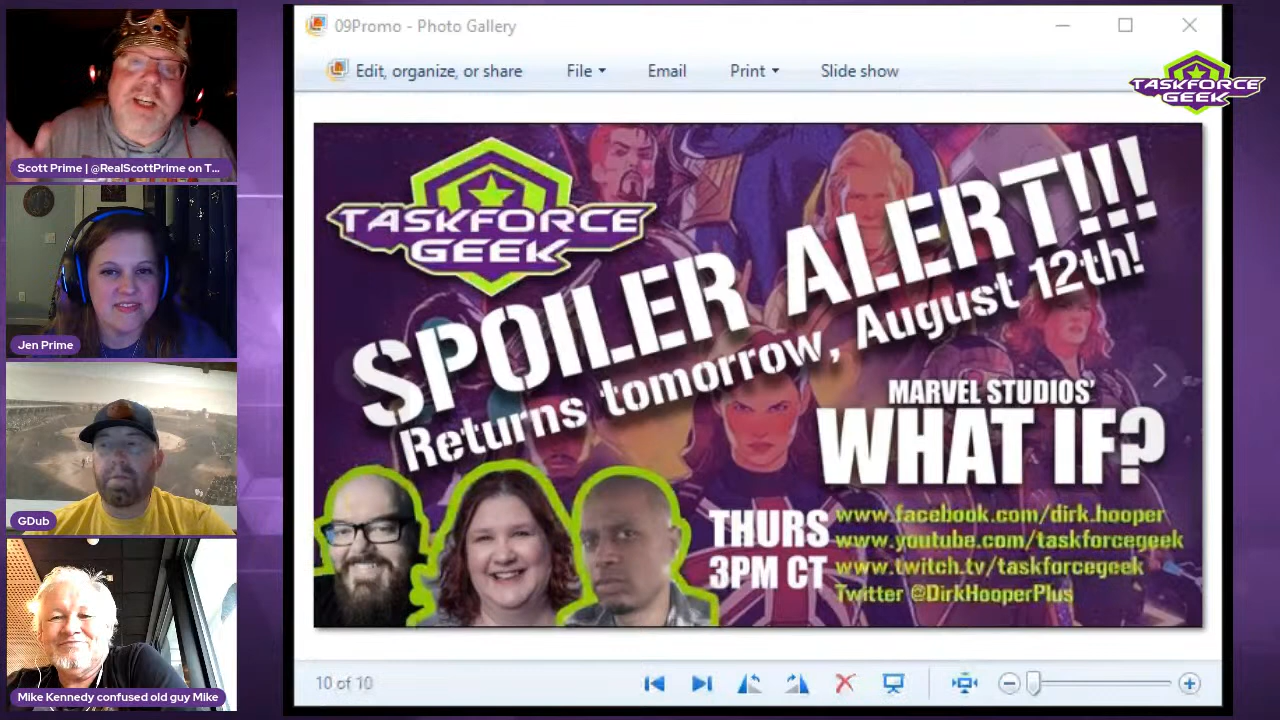 Scott Prime | @RealScottPrime on T...
Jen Prime
GDub
Mike Kennedy confused old guy Mike
09Promo - Photo Gallery
Edit, organize, or share
File
Email
Print
Slide show
TASKFORCE
GEEK
TASKFORCE
GEEK
SPOILER ALERT!!!
Returns tomorrow, August 12th!
MARVEL STUDIOS'
WHAT IF?
THURS
3PM CT
www.facebook.com/dirk.hooper
www.youtube.com/taskforcegeek
www.twitch.tv/taskforcegeek
Twitter @DirkHooperPlus
10 of 10